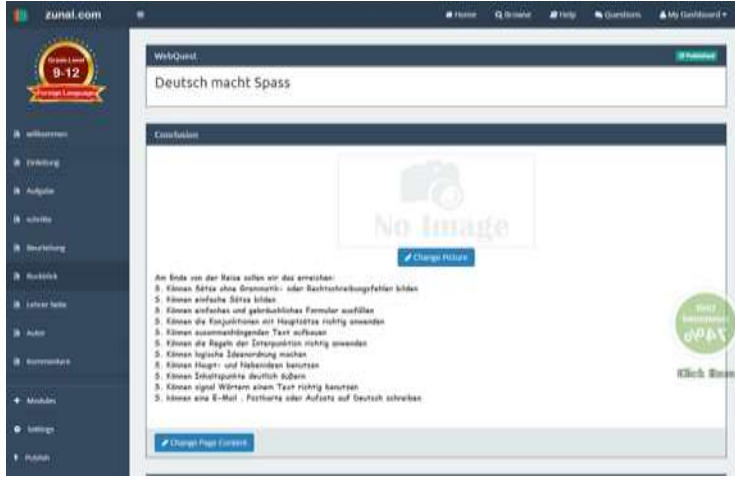 zunal.com
Home
Browse
Help
Questions
My Dashboard
Grade Level
9-12
Foreign Languages
WebQuest
Published
Deutsch macht Spass
willkommen
Einleitung
Aufgabe
schritte
Beurteilung
Rückblick
Lehrer Seite
Autor
Kommentare
Modules
Settings
Publish
Conclusion
No Image
Change Picture
Am Ende von der Reise sollen wir das erreichen:
S. Können Sätze ohne Grammatik- oder Rechtschreibungsfehler bilden
S. Können einfache Sätze bilden
S. Können einfaches und gebräuchliches Formular ausfüllen
S. Können die Konjunktionen mit Hauptsätze richtig anwenden
S. Können zusammenhängenden Text aufbauen
S. Können die Regeln der Interpunktion richtig anwenden
S. Können logische Ideenordnung machen
S. Können Haupt- und Nebenideen benutzen
S. Können Inhaltspunkte deutlich äußern
S. Können signal Wörtern einem Text richtig benutzen
S. können eine E-Mail , Postkarte oder Aufsatz auf Deutsch schreiben
Change Page Content
74%